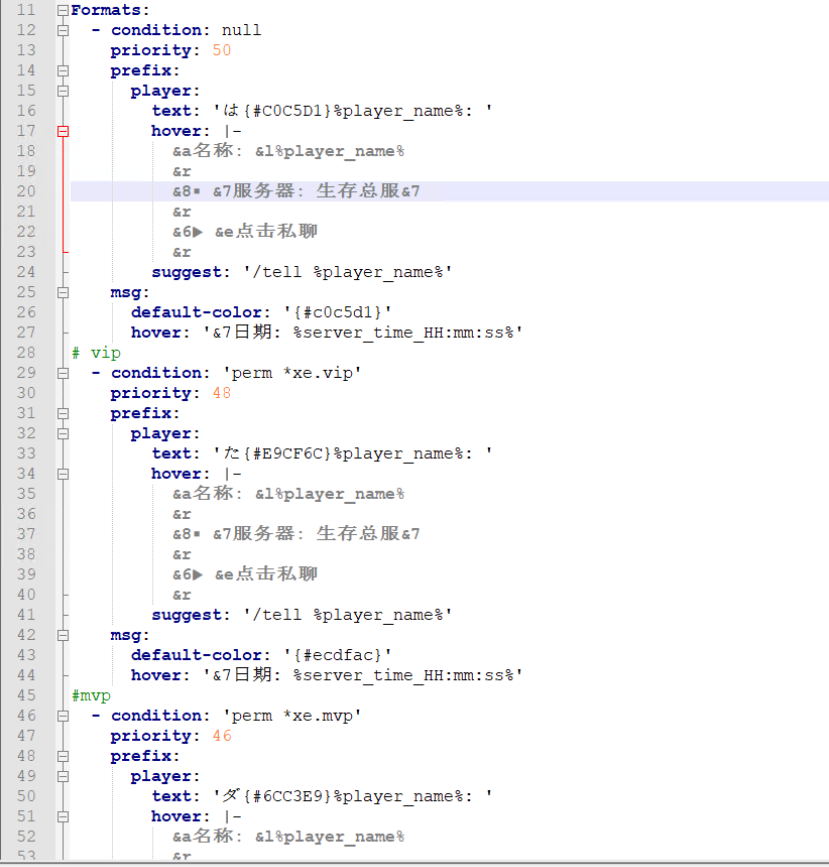 11 Formats:
12   - condition: null
13     priority: 50
14     prefix:
15       player:
16         text: 'は{#C0C5D1}%player_name%: '
17         hover: |-
18           &a名称: &l%player_name%
19           &r
20           &8▪ &7服务器: 生存总服&7
21           &r
22           &6▶ &e点击私聊
23           &r
24         suggest: '/tell %player_name%'
25     msg:
26       default-color: '{#c0c5d1}'
27       hover: '&7日期: %server_time_HH:mm:ss%'
28 # vip
29   - condition: 'perm *xe.vip'
30     priority: 48
31     prefix:
32       player:
33         text: 'た{#E9CF6C}%player_name%: '
34         hover: |-
35           &a名称: &l%player_name%
36           &r
37           &8▪ &7服务器: 生存总服&7
38           &r
39           &6▶ &e点击私聊
40           &r
41         suggest: '/tell %player_name%'
42     msg:
43       default-color: '{#ecdfac}'
44       hover: '&7日期: %server_time_HH:mm:ss%'
45 #mvp
46   - condition: 'perm *xe.mvp'
47     priority: 46
48     prefix:
49       player:
50         text: 'ダ{#6CC3E9}%player_name%: '
51         hover: |-
52           &a名称: &l%player_name%
53           &r